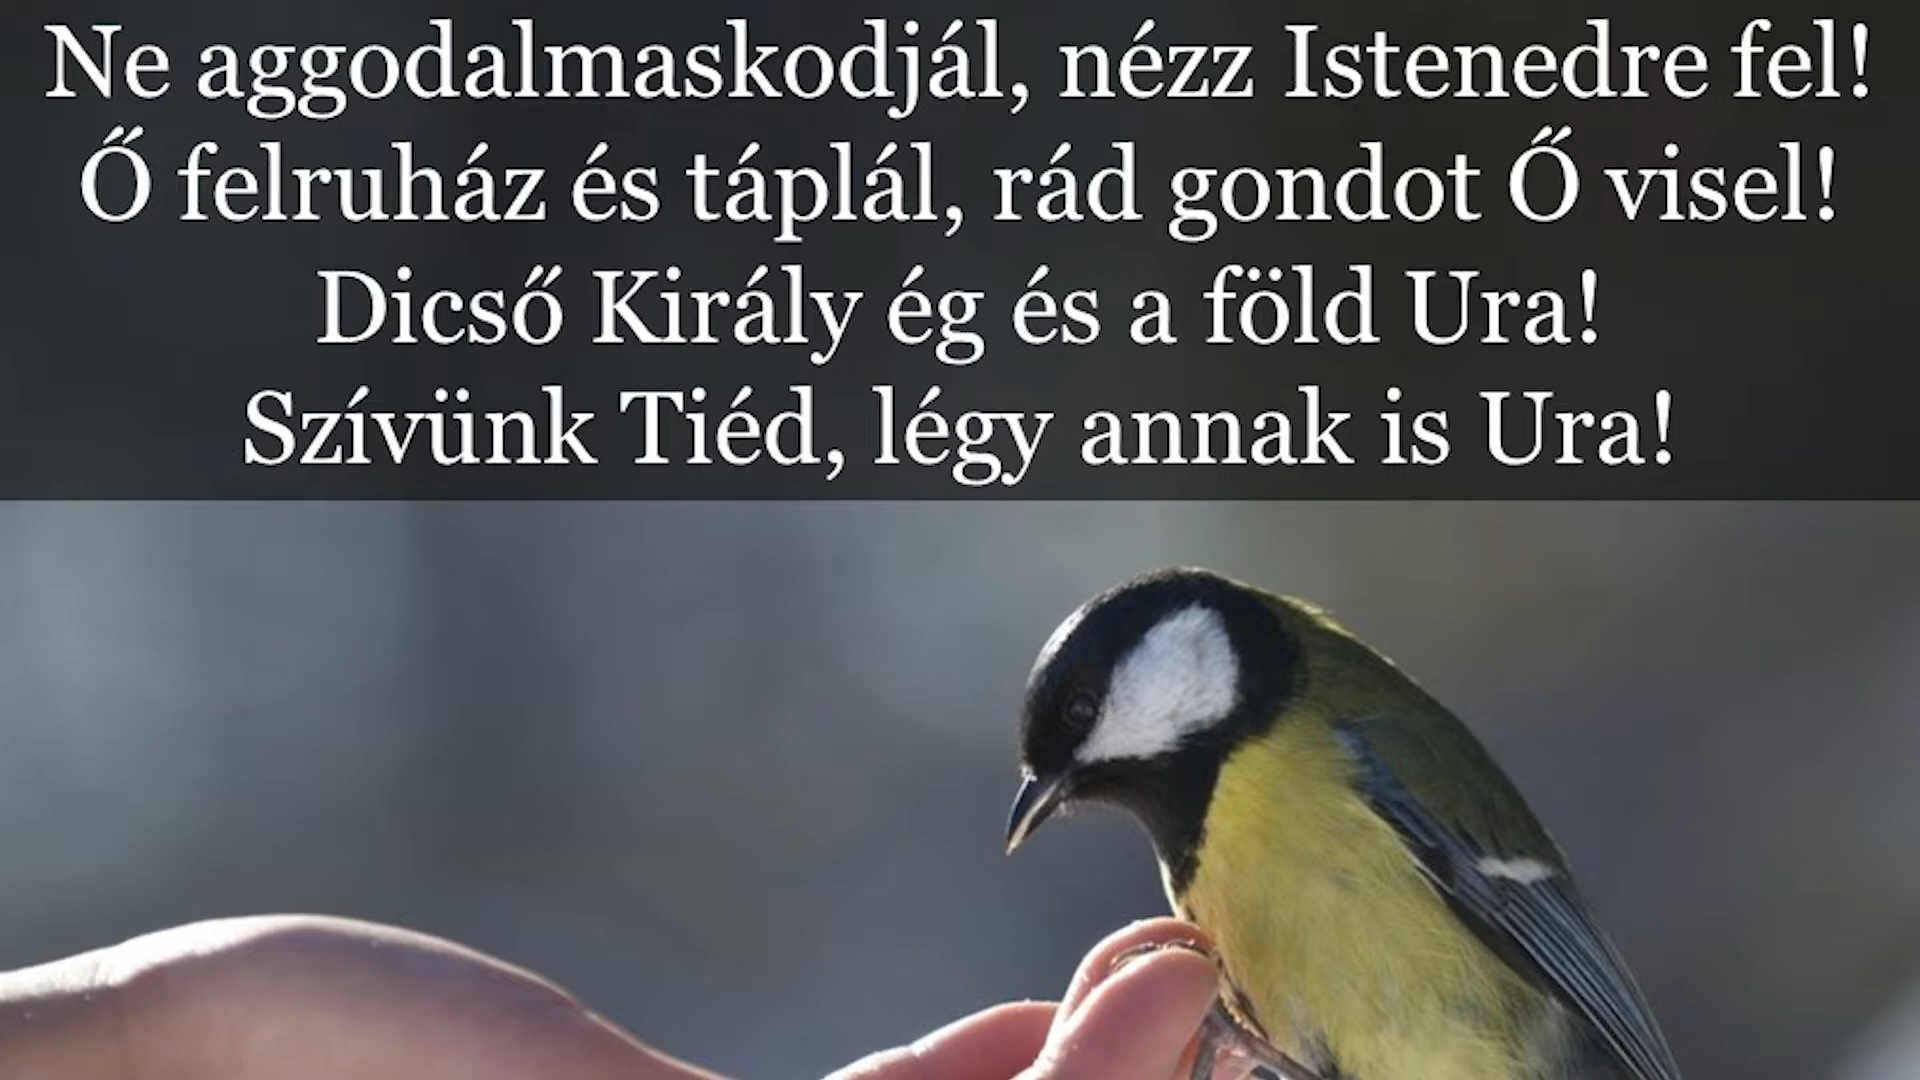 Ne aggodalmaskodjál, nézz Istenedre fel!
Ő felruház és táplál, rád gondot Ő visel!
Dicső Király ég és a föld Ura!
Szívünk Tiéd, légy annak is Ura!